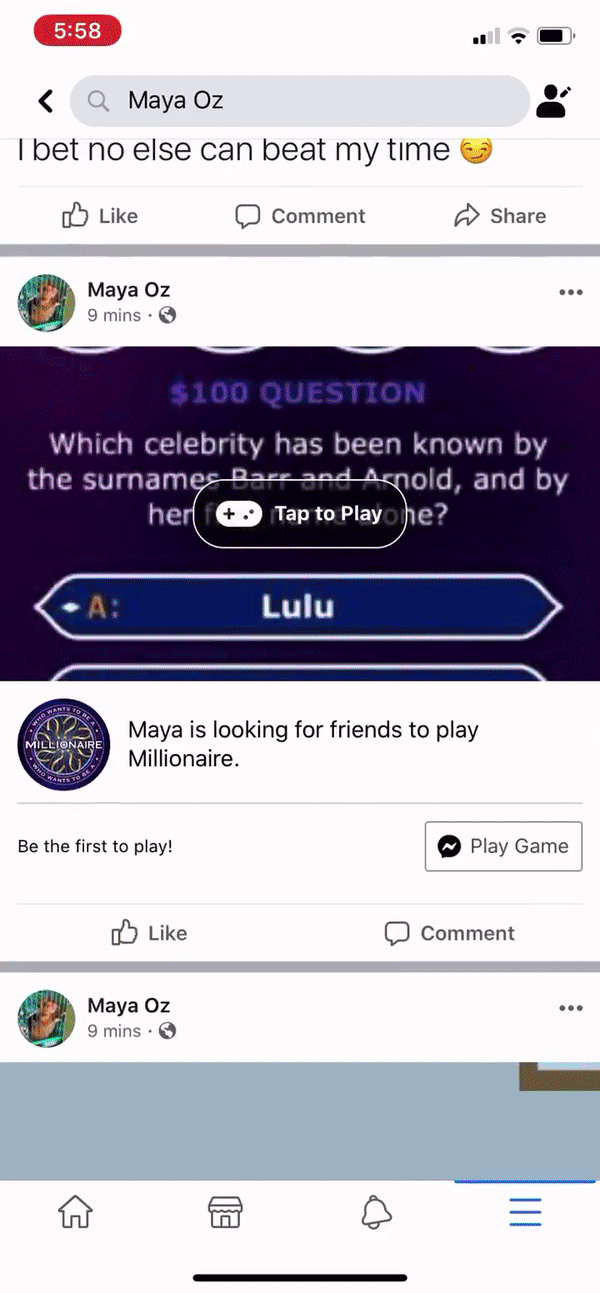 5:58
Maya Oz
I bet no else can beat my time 😏
Like Comment Share
Maya Oz
9 mins ·
$100 QUESTION
Which celebrity has been known by
the surnames Barr and Arnold, and by
her ne?
Tap to Play
A: Lulu
WHO WANTS TO BE A
MILLIONAIRE
WHO WANTS TO BE A
Maya is looking for friends to play
Millionaire.
Be the first to play!
Play Game
Like Comment
Maya Oz
9 mins ·